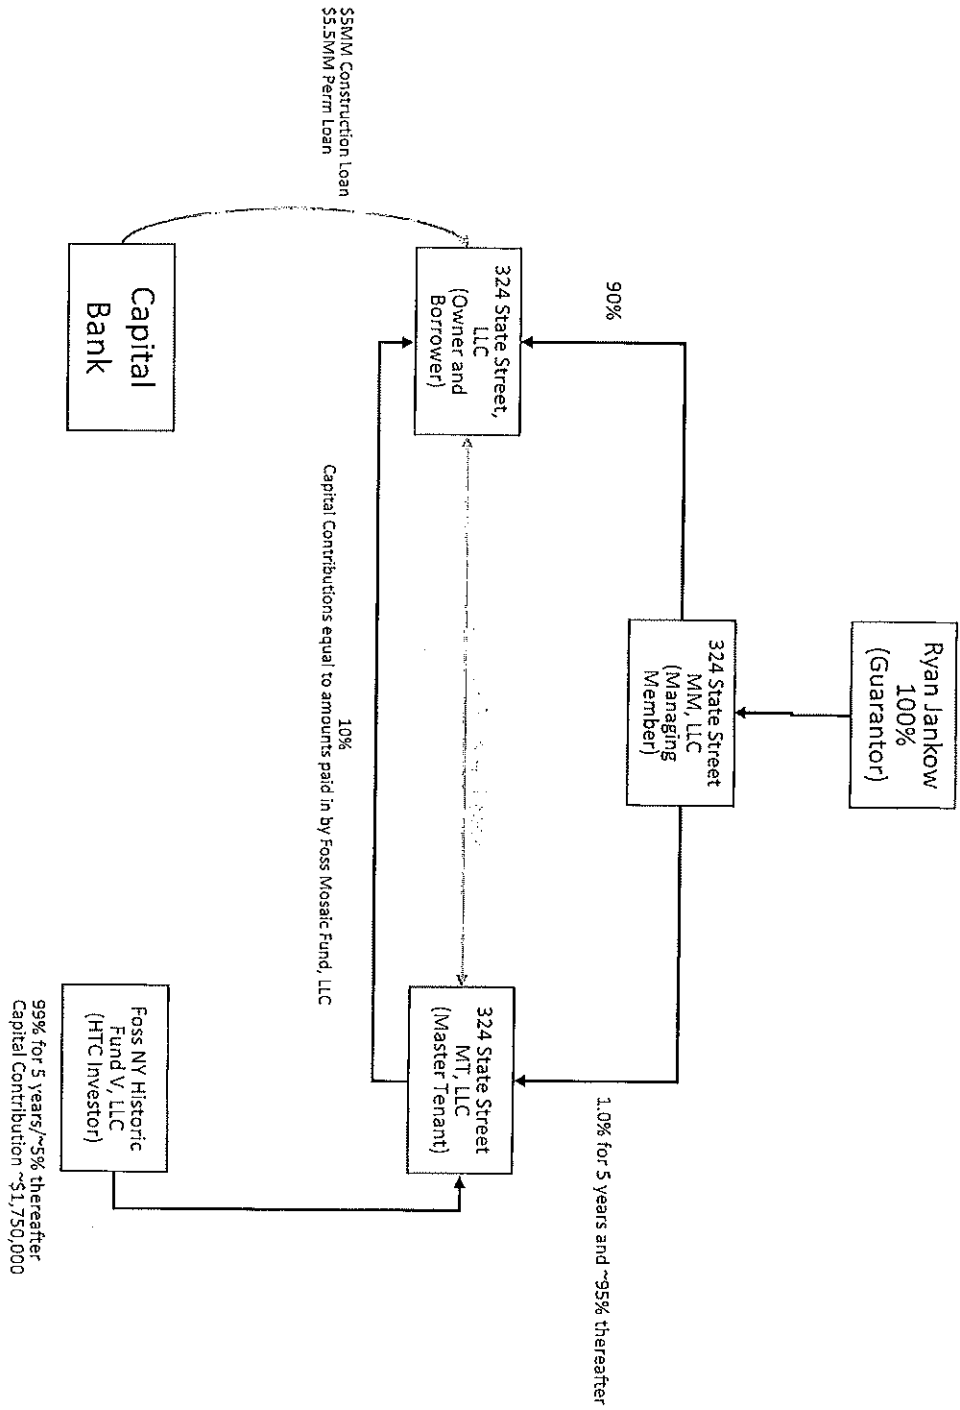 Ryan Jankow
100%
(Guarantor)
324 State Street
MM, LLC
(Managing
Member)
90%
1.0% for 5 years and ~95% thereafter
324 State Street,
LLC
(Owner and
Borrower)
324 State Street
MT, LLC
(Master Tenant)
10%
Capital Contributions equal to amounts paid in by Foss Mosaic Fund, LLC
$5MM Construction Loan
$5.5MM Perm Loan
Capital
Bank
Foss NY Historic
Fund V, LLC
(HTC Investor)
99% for 5 years/~5% thereafter
Capital Contribution ~$1,750,000